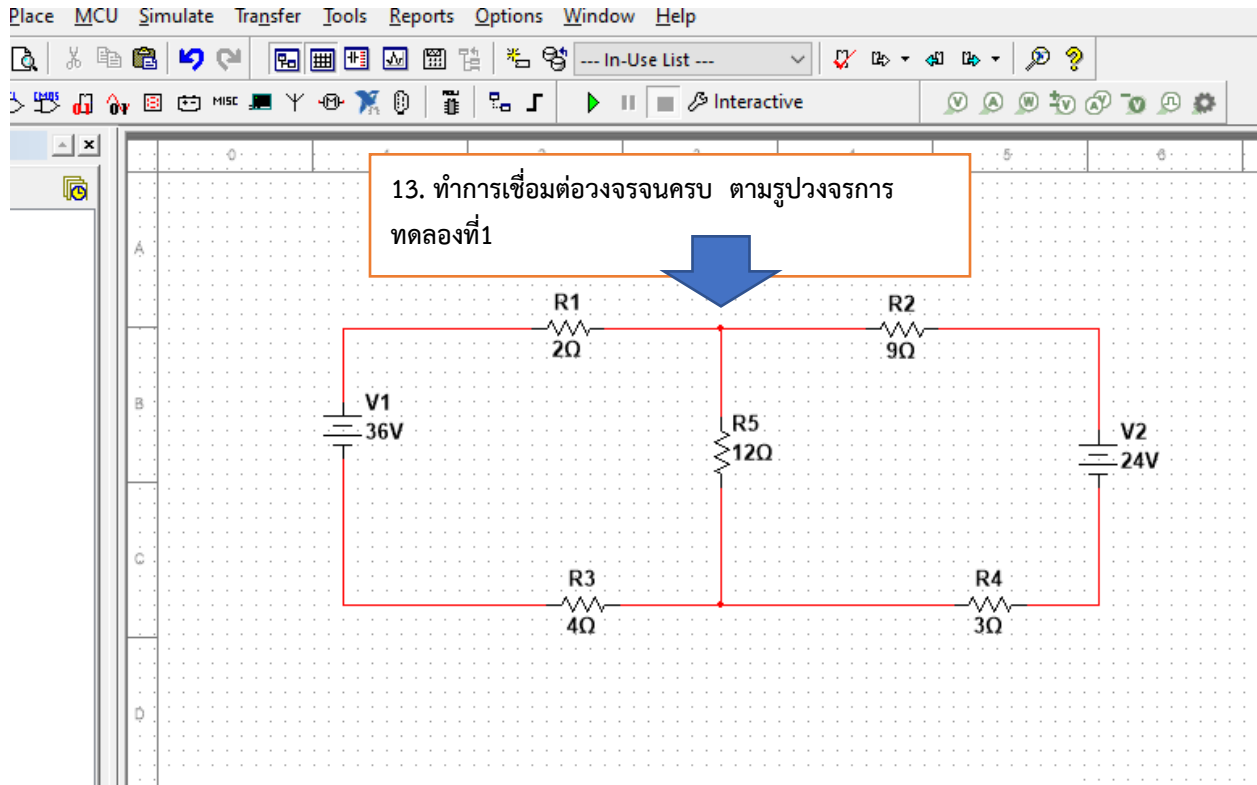 Place MCU Simulate Transfer Tools Reports Options Window Help
--- In-Use List ---
MISC Interactive
0 1 2 3 4 5 6
13. ทำการเชื่อมต่อวงจรจนครบ ตามรูปวงจรการ
ทดลองที่1
A
R1
2Ω
R2
9Ω
B
V1
36V
R5
12Ω
V2
24V
C
R3
4Ω
R4
3Ω
D